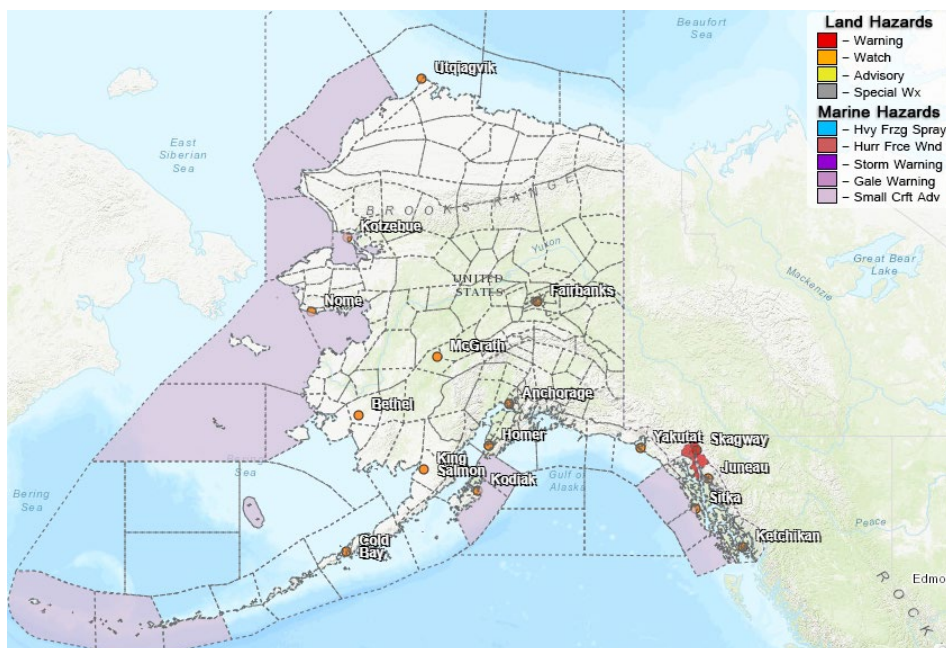 Beaufort
Sea
Land Hazards
– Warning
– Watch
– Advisory
– Special Wx
Marine Hazards
– Hvy Frzg Spray
– Hurr Frce Wnd
– Storm Warning
– Gale Warning
– Small Crft Adv
Utqiagvik
East
Siberian
Sea
BROOKS RANGE
Kotzebue
Yukon
Great Bear
Lake
Mackenzie
UNITED
STATES
Fairbanks
Nome
McGrath
Anchorage
Bethel
Homer
Yakutat
Skagway
King
Salmon
Juneau
Sea
Kodiak
Gulf of
Alaska
Bering
Sea
Sitka
Peace
Ketchikan
Cold
Bay
Edmo
ROCK